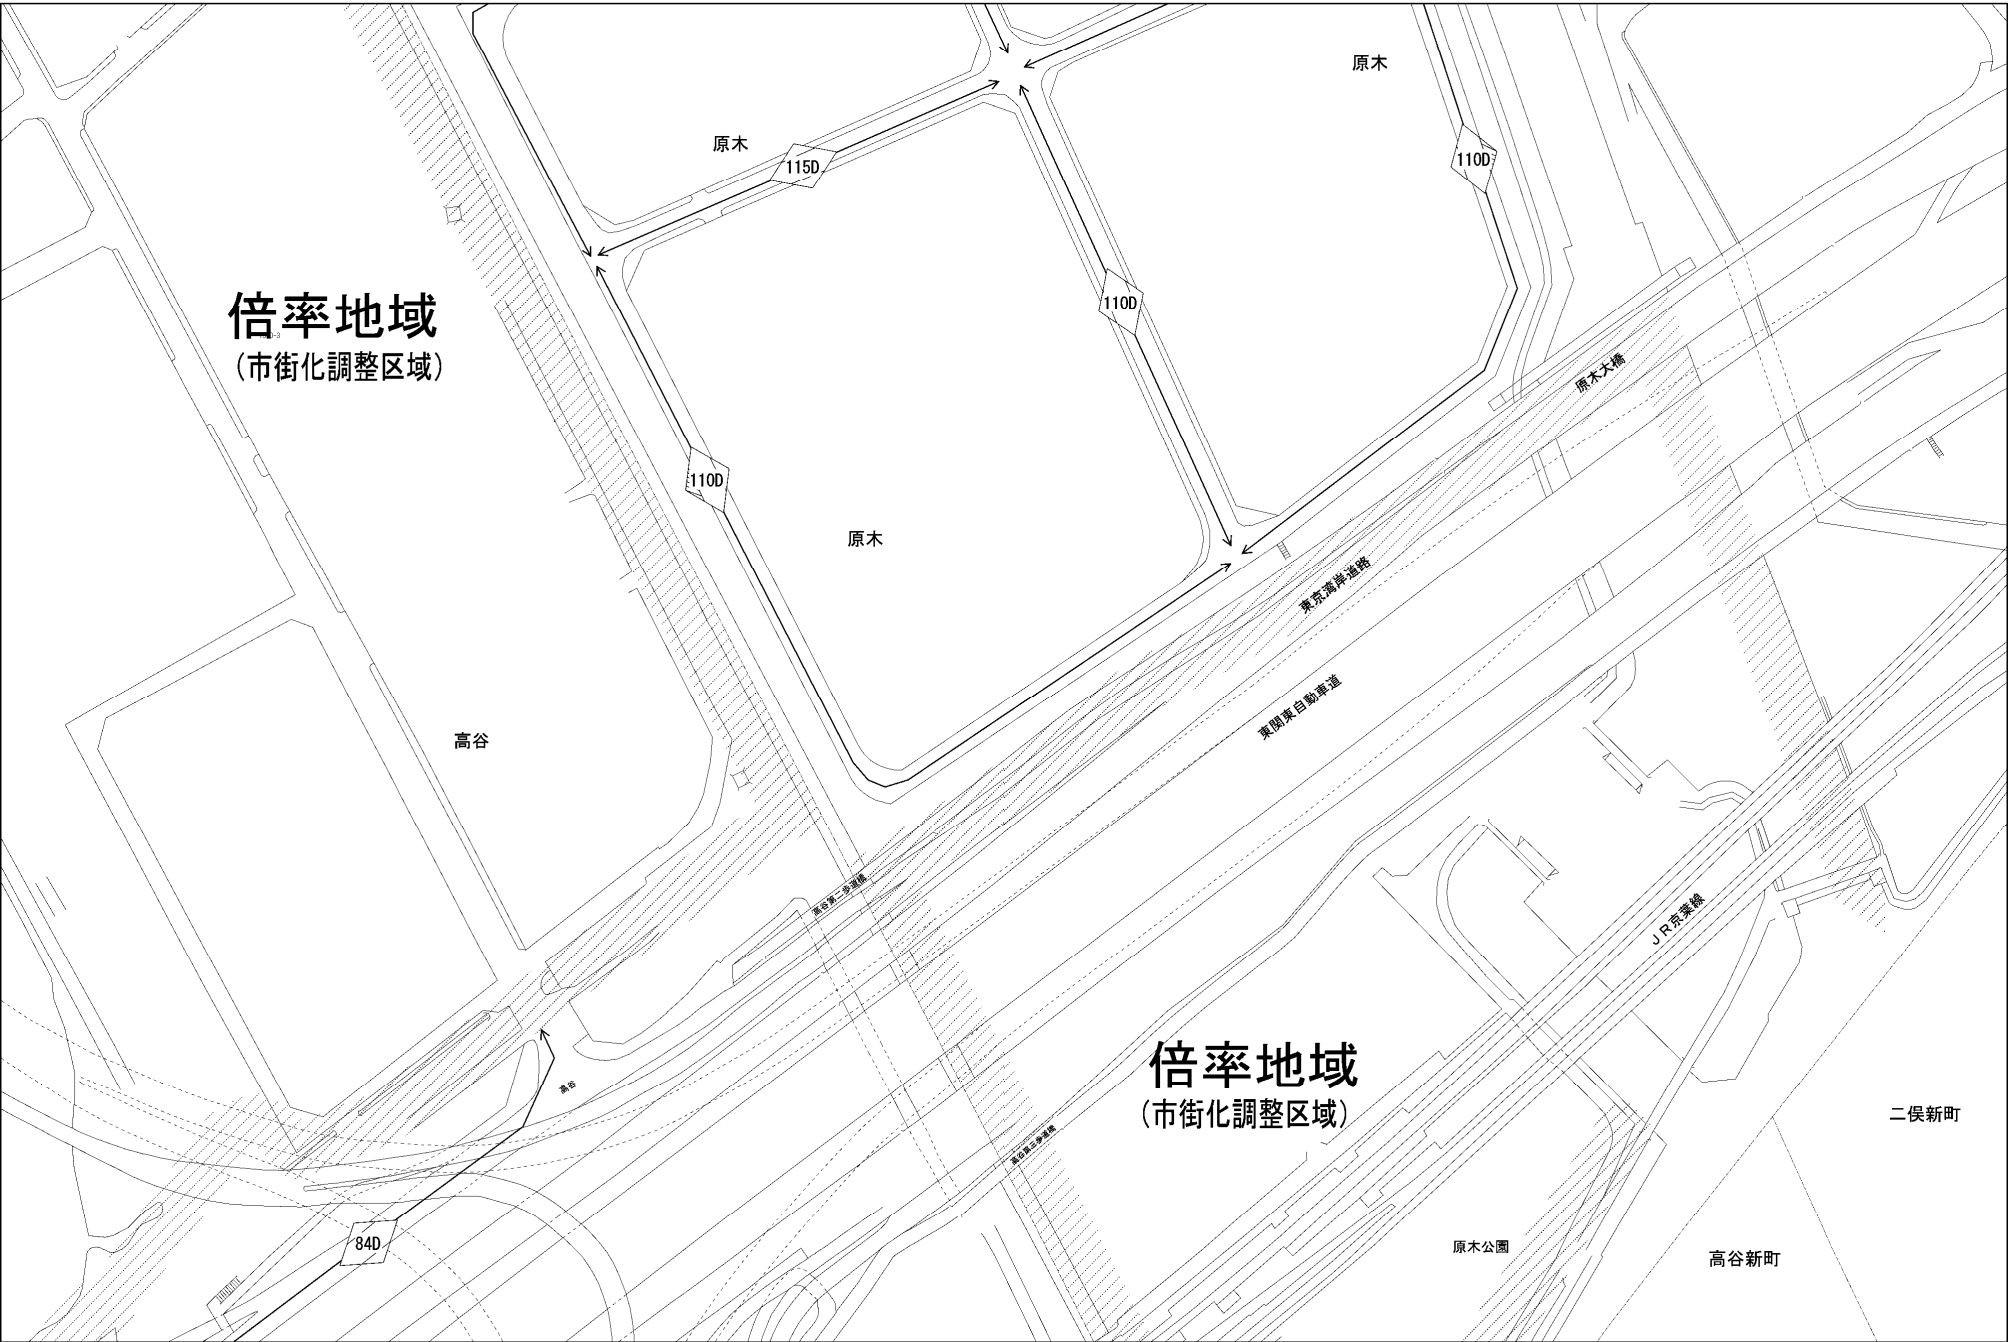 原木
原木
115D
110D
倍率地域
(市街化調整区域)
110D
原木大橋
110D
原木
東京湾岸道路
東関東自動車道
高谷
高谷第二歩道橋
JR京葉線
倍率地域
(市街化調整区域)
高谷
二俣新町
高谷第三歩道橋
84D
原木公園
高谷新町